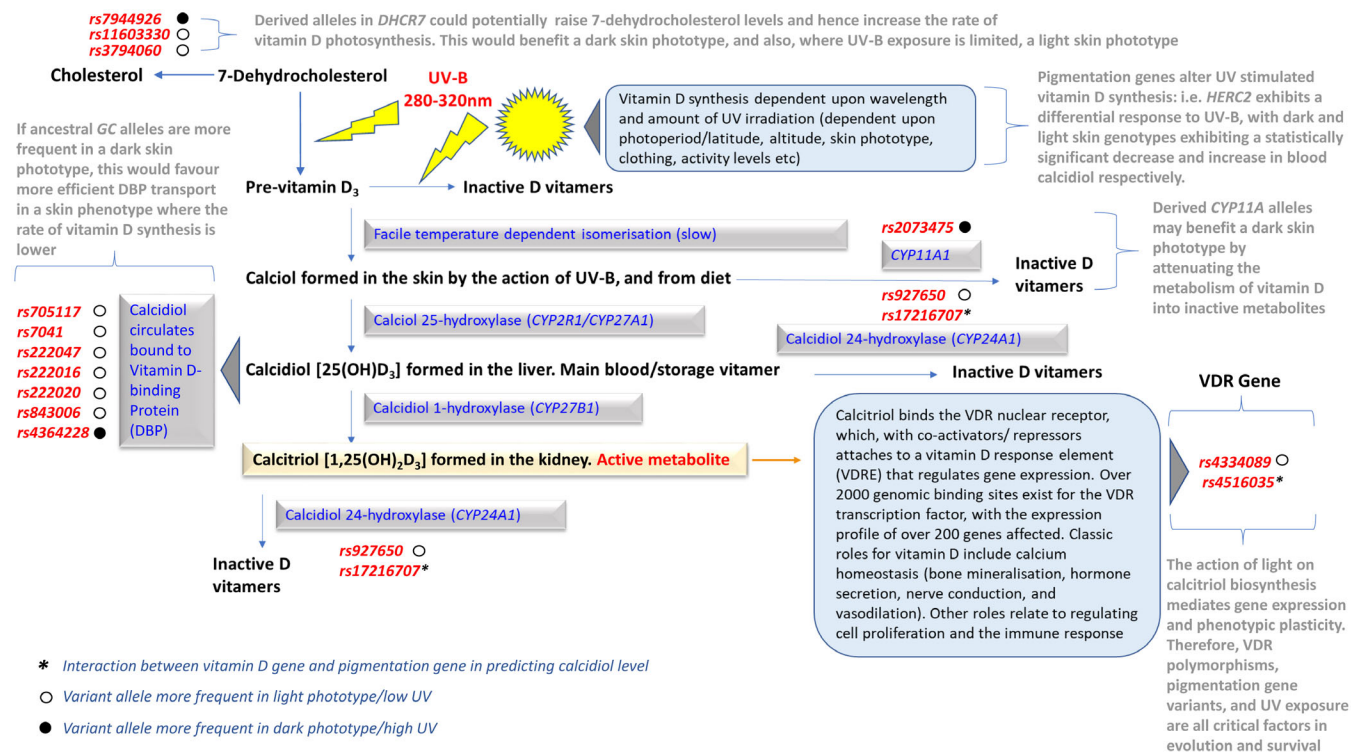 rs7944926 ●
rs11603330 ○
rs3794060 ○
Derived alleles in DHCR7 could potentially raise 7-dehydrocholesterol levels and hence increase the rate of
vitamin D photosynthesis. This would benefit a dark skin phototype, and also, where UV-B exposure is limited, a light skin phototype
Cholesterol
7-Dehydrocholesterol
UV-B
280-320nm
Vitamin D synthesis dependent upon wavelength
and amount of UV irradiation (dependent upon
photoperiod/latitude, altitude, skin phototype,
clothing, activity levels etc)
Pigmentation genes alter UV stimulated
vitamin D synthesis: i.e. HERC2 exhibits a
differential response to UV-B, with dark and
light skin genotypes exhibiting a statistically
significant decrease and increase in blood
calcidiol respectively.
If ancestral GC alleles are more
frequent in a dark skin
phototype, this would favour
more efficient DBP transport
in a skin phenotype where the
rate of vitamin D synthesis is
lower
Pre-vitamin D₃
Inactive D vitamers
Facile temperature dependent isomerisation (slow)
rs2073475 ●
CYP11A1
Derived CYP11A alleles
may benefit a dark skin
phototype by
attenuating the
metabolism of vitamin D
into inactive metabolites
Calciol formed in the skin by the action of UV-B, and from diet
Inactive D
vitamers
rs927650 ○
rs17216707*
rs705117 ○
rs7041 ○
rs222047 ○
rs222016 ○
rs222020 ○
rs843006 ○
rs4364228 ●
Calcidiol
circulates
bound to
Vitamin D-
binding
Protein
(DBP)
Calciol 25-hydroxylase (CYP2R1/CYP27A1)
Calcidiol 24-hydroxylase (CYP24A1)
Calcidiol [25(OH)D₃] formed in the liver. Main blood/storage vitamer
Inactive D vitamers
Calcidiol 1-hydroxylase (CYP27B1)
Calcitriol [1,25(OH)₂D₃] formed in the kidney. Active metabolite
Calcitriol binds the VDR nuclear receptor,
which, with co-activators/ repressors
attaches to a vitamin D response element
(VDRE) that regulates gene expression. Over
2000 genomic binding sites exist for the VDR
transcription factor, with the expression
profile of over 200 genes affected. Classic
roles for vitamin D include calcum
homeostasis (bone mineralisation, hormone
secretion, nerve conduction, and
vasodilation). Other roles relate to regulating
cell proliferation and the immune response
VDR Gene
rs4334089 ○
rs4516035*
The action of light on
calcitriol biosynthesis
mediates gene expression
and phenotypic plasticity.
Therefore, VDR
polymorphisms,
pigmentation gene
variants, and UV exposure
are all critical factors in
evolution and survival
Calcidiol 24-hydroxylase (CYP24A1)
Inactive D
vitamers
rs927650 ○
rs17216707*
* Interaction between vitamin D gene and pigmentation gene in predicting calcidiol level
○ Variant allele more frequent in light phototype/low UV
● Variant allele more frequent in dark phototype/high UV